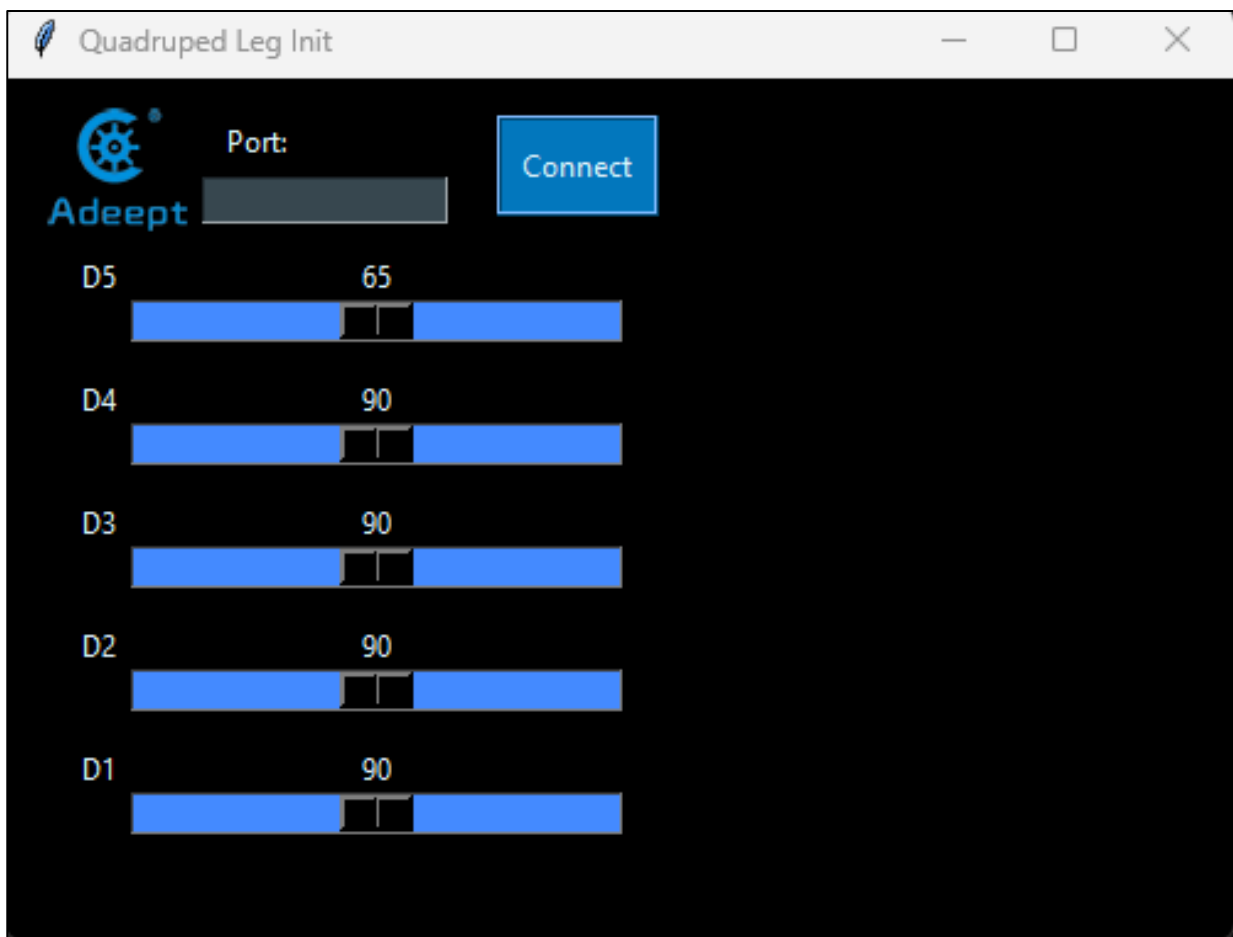 Quadruped Leg Init
Port:
Connect
®
Adeept
D5 65
D4 90
D3 90
D2 90
D1 90